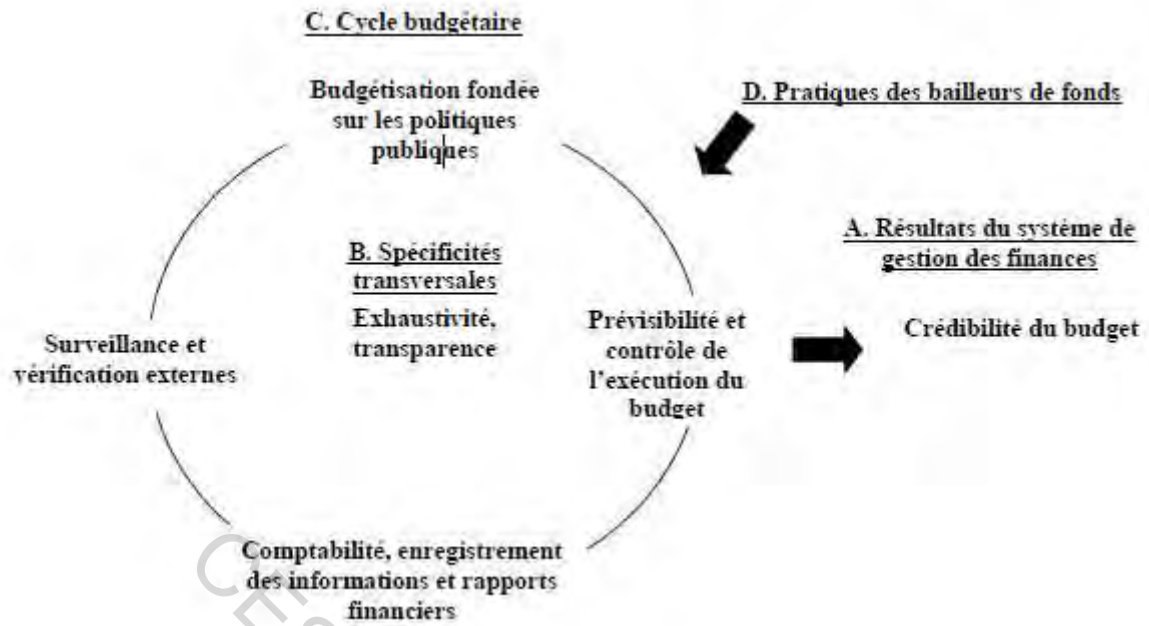 C. Cycle budgétaire
Budgétisation fondée
sur les politiques
publiques
D. Pratiques des bailleurs de fonds
A. Résultats du système de
gestion des finances
B. Spécificités
transversales
Exhaustivité,
transparence
Prévisibilité et
contrôle de
l'exécution du
budget
Crédibilité du budget
Surveillance et
vérification externes
Comptabilité, enregistrement
des informations et rapports
financiers